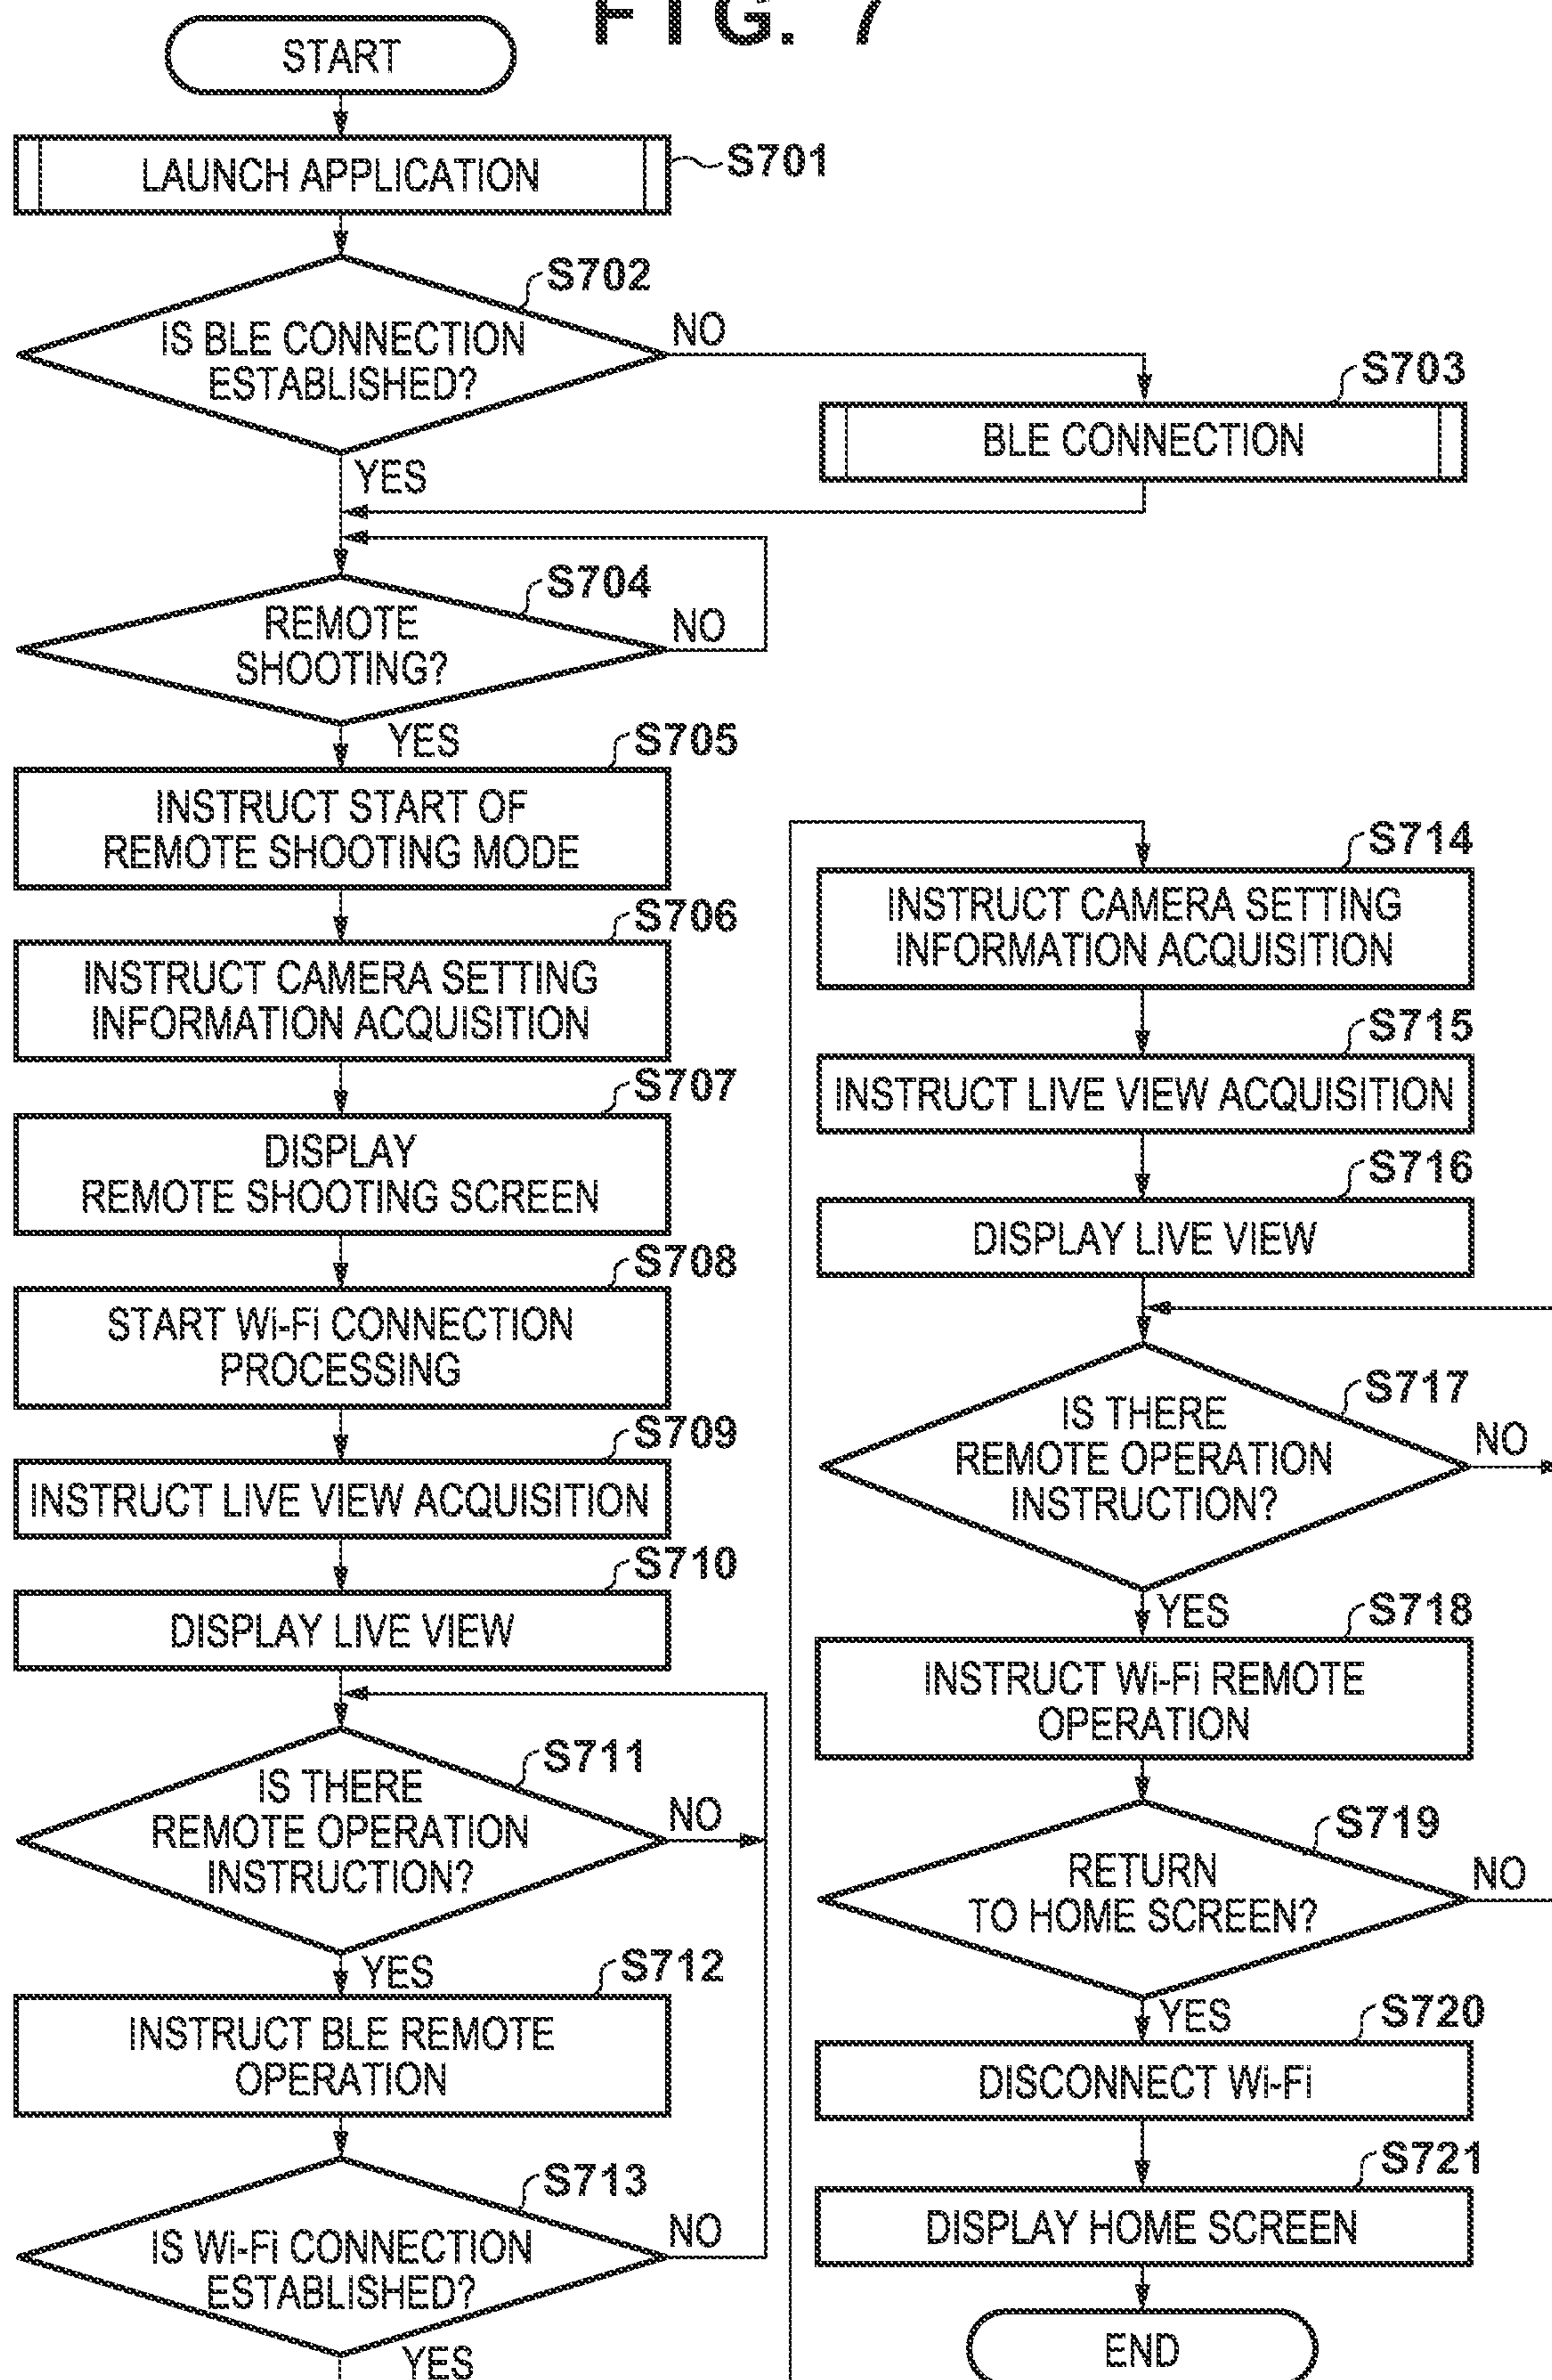 FIG. 7
START
LAUNCH APPLICATION
S701
S702
IS BLE CONNECTION
ESTABLISHED?
NO
YES
S703
BLE CONNECTION
S704
REMOTE
SHOOTING?
NO
YES
S705
INSTRUCT START OF
REMOTE SHOOTING MODE
S706
INSTRUCT CAMERA SETTING
INFORMATION ACQUISITION
S707
DISPLAY
REMOTE SHOOTING SCREEN
S708
START Wi-Fi CONNECTION
PROCESSING
S709
INSTRUCT LIVE VIEW ACQUISITION
S710
DISPLAY LIVE VIEW
S711
IS THERE
REMOTE OPERATION
INSTRUCTION?
NO
YES
S712
INSTRUCT BLE REMOTE
OPERATION
S713
IS Wi-Fi CONNECTION
ESTABLISHED?
NO
YES
S714
INSTRUCT CAMERA SETTING
INFORMATION ACQUISITION
S715
INSTRUCT LIVE VIEW ACQUISITION
S716
DISPLAY LIVE VIEW
S717
IS THERE
REMOTE OPERATION
INSTRUCTION?
NO
YES
S718
INSTRUCT Wi-Fi REMOTE
OPERATION
S719
RETURN
TO HOME SCREEN?
NO
YES
S720
DISCONNECT Wi-Fi
S721
DISPLAY HOME SCREEN
END